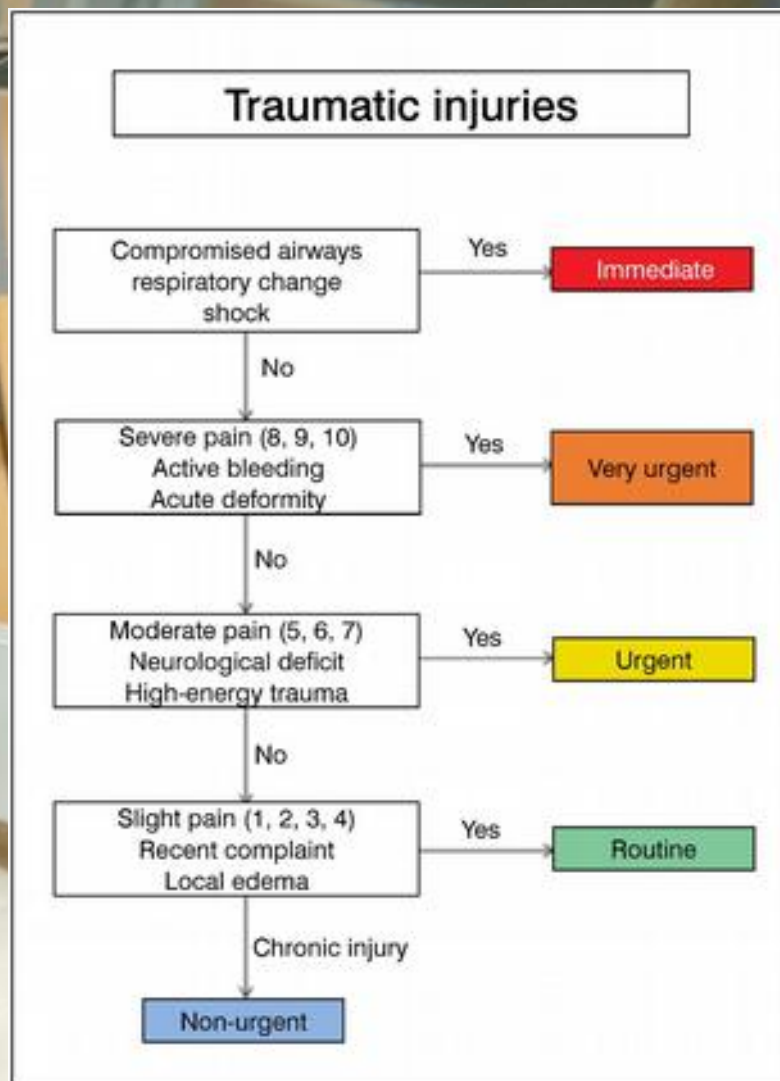 Traumatic injuries
Compromised airways
respiratory change
shock
Yes
Immediate
No
Severe pain (8, 9, 10)
Active bleeding
Acute deformity
Yes
Very urgent
No
Moderate pain (5, 6, 7)
Neurological deficit
High-energy trauma
Yes
Urgent
No
Slight pain (1, 2, 3, 4)
Recent complaint
Local edema
Yes
Routine
Chronic injury
Non-urgent